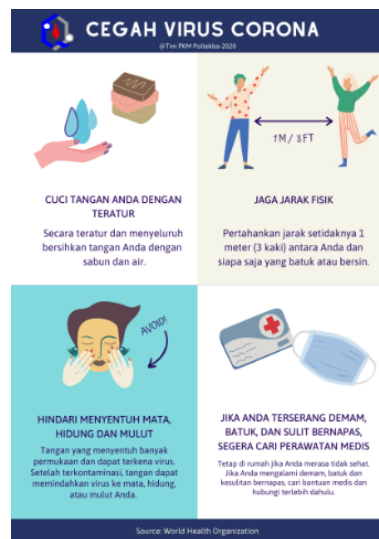 CEGAH VIRUS CORONA
@Tim PKM Poltekba-2020
1M / 3FT
CUCI TANGAN ANDA DENGAN
TERATUR
Secara teratur dan menyeluruh
bersihkan tangan Anda dengan
sabun dan air.
JAGA JARAK FISIK
Pertahankan jarak setidaknya 1
meter (3 kaki) antara Anda dan
siapa saja yang batuk atau bersin.
AVOID!
HINDARI MENYENTUH MATA,
HIDUNG DAN MULUT
Tangan yang menyentuh banyak
permukaan dan dapat terkena virus.
Setelah terkontaminasi, tangan dapat
memindahkan virus ke mata, hidung,
atau mulut Anda.
JIKA ANDA TERSERANG DEMAM,
BATUK, DAN SULIT BERNAPAS,
SEGERA CARI PERAWATAN MEDIS
Tetap di rumah jika Anda merasa tidak sehat.
Jika Anda mengalami demam, batuk dan
kesulitan bernapas, cari bantuan medis dan
hubungi terlebih dahulu.
Source: World Health Organization